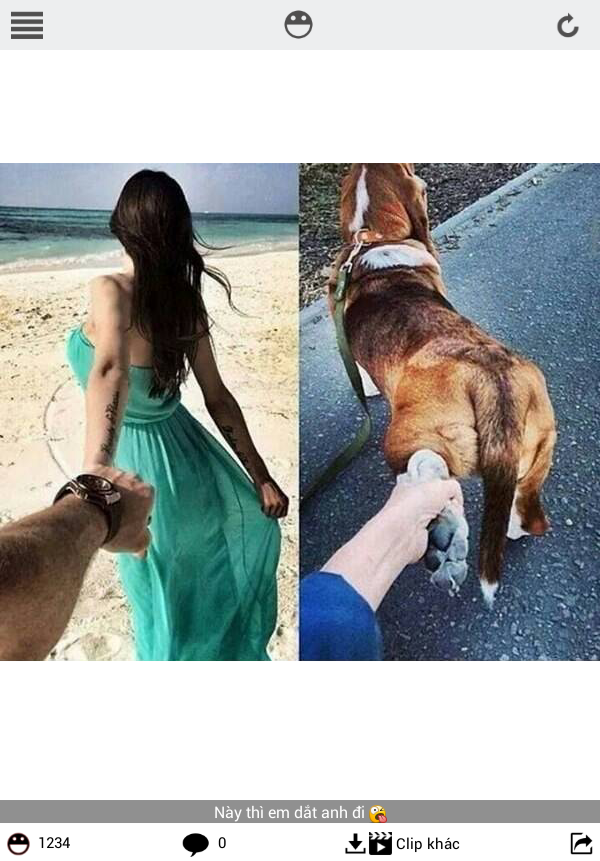 Này thì em dắt anh đi 🤪
1234
0
Clip khác